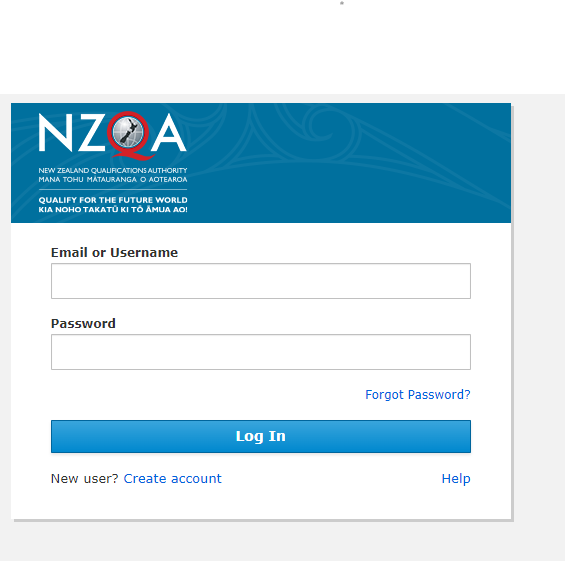 NZQA
NEW ZEALAND QUALIFICATIONS AUTHORITY
MANA TOHU MĀTAURANGA O AOTEAROA
QUALIFY FOR THE FUTURE WORLD
KIA NOHO TAKATŪ KI TŌ ĀMUA AO!
Email or Username
Password
Forgot Password?
Log In
New user? Create account Help